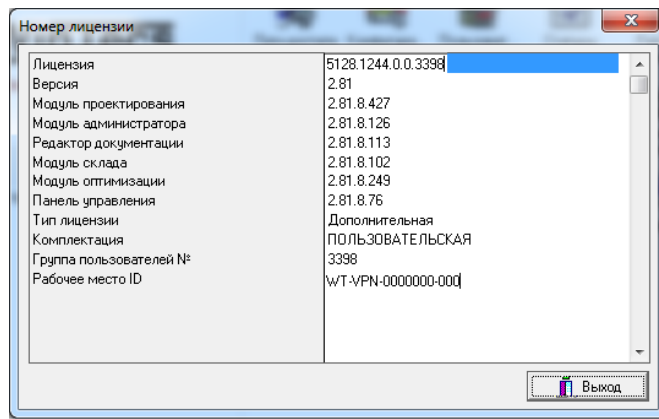 Номер лицензии
Лицензия 5128.1244.0.0.3398
Версия 2.81
Модуль проектирования 2.81.8.427
Модуль администратора 2.81.8.126
Редактор документации 2.81.8.113
Модуль склада 2.81.8.102
Модуль оптимизации 2.81.8.249
Панель управления 2.81.8.76
Тип лицензии Дополнительная
Комплектация ПОЛЬЗОВАТЕЛЬСКАЯ
Группа пользователей № 3398
Рабочее место ID WT-VPN-0000000-000
Выход